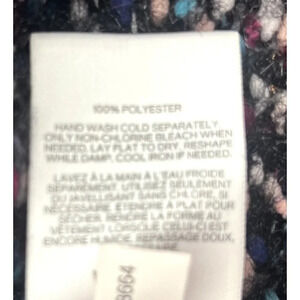 100% POLYESTER
HAND WASH COLD SEPARATELY
ONLY NON-CHLORINE BLEACH WHEN
NEEDED. LAY FLAT TO DRY. RESHAPE
WHILE DAMP. COOL IRON IF NEEDED.
LAVEZ À LA MAIN À L'EAU FROIDE
SÉPARÉMENT. UTILISEZ SEULEMENT
DU JAVELLISANT SANS CHLORE, SI
NÉCESSAIRE. ÉTENDRE À PLAT POUR
SÉCHER. RENDRE LA FORME AU
VÊTEMENT LORSQUE CELUI-CI EST
ENCORE HUMIDE. REPASSAGE DOUX,
8664